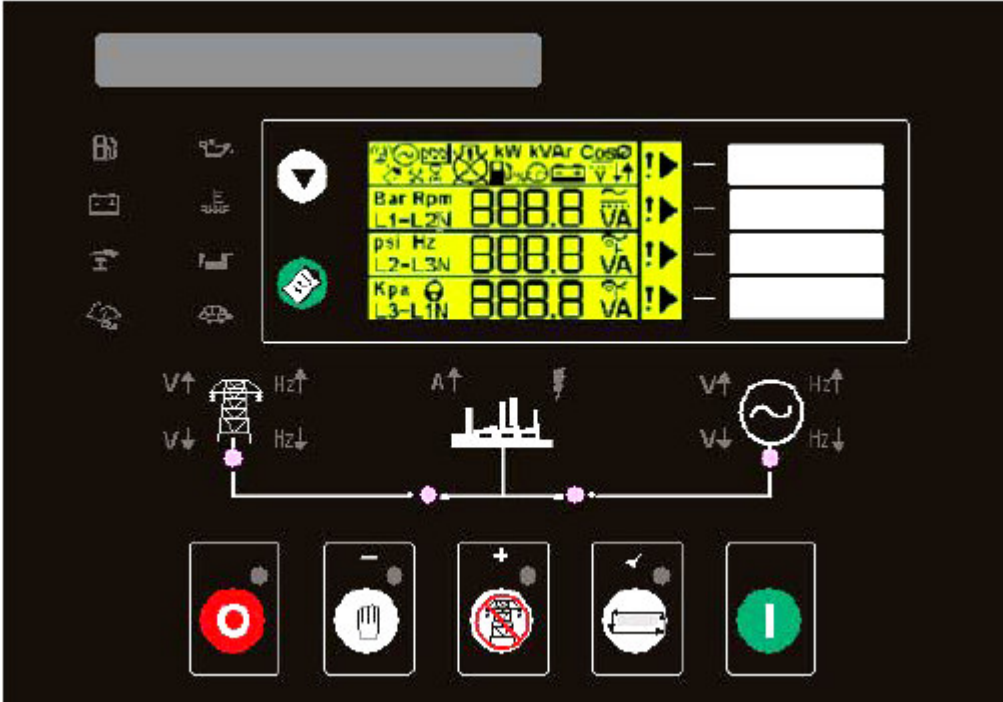 kW kVAr CosØ
Bar Rpm
L1-L2N 888.8 VA
psi Hz
L2-L3N 888.8 VA
Kpa
L3-L1N 888.8 VA
V↑ Hz↑ A↑ V↑ Hz↑
V↓ Hz↓ V↓ Hz↓
- +
O I